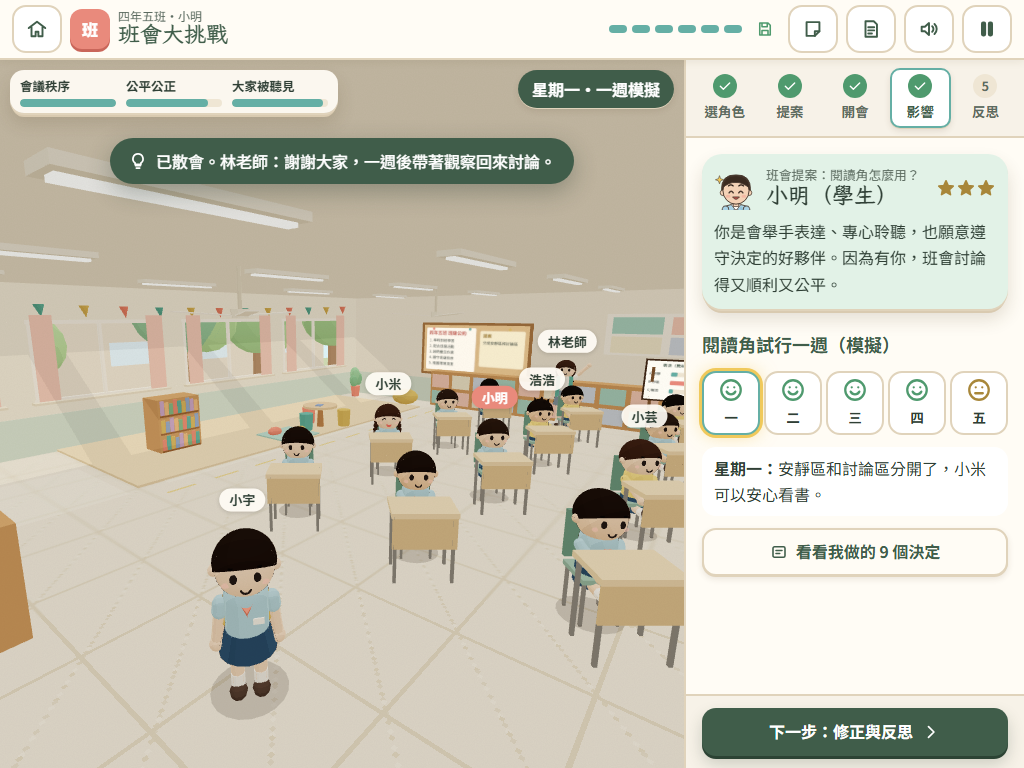 班
四年五班・小明
班會大挑戰
會議秩序
公平公正
大家被聽見
星期一・一週模擬
已散會。林老師：謝謝大家，一週後帶著觀察回來討論。
林老師
浩浩
小米
小明
小芸
小宇
選角色
提案
開會
影響
5
反思
班會提案：閱讀角怎麼用？
小明（學生）
你是會舉手表達、專心聆聽，也願意遵
守決定的好夥伴。因為有你，班會討論
得又順利又公平。
閱讀角試行一週（模擬）
一
二
三
四
五
星期一：安靜區和討論區分開了，小米
可以安心看書。
看看我做的 9 個決定
下一步：修正與反思